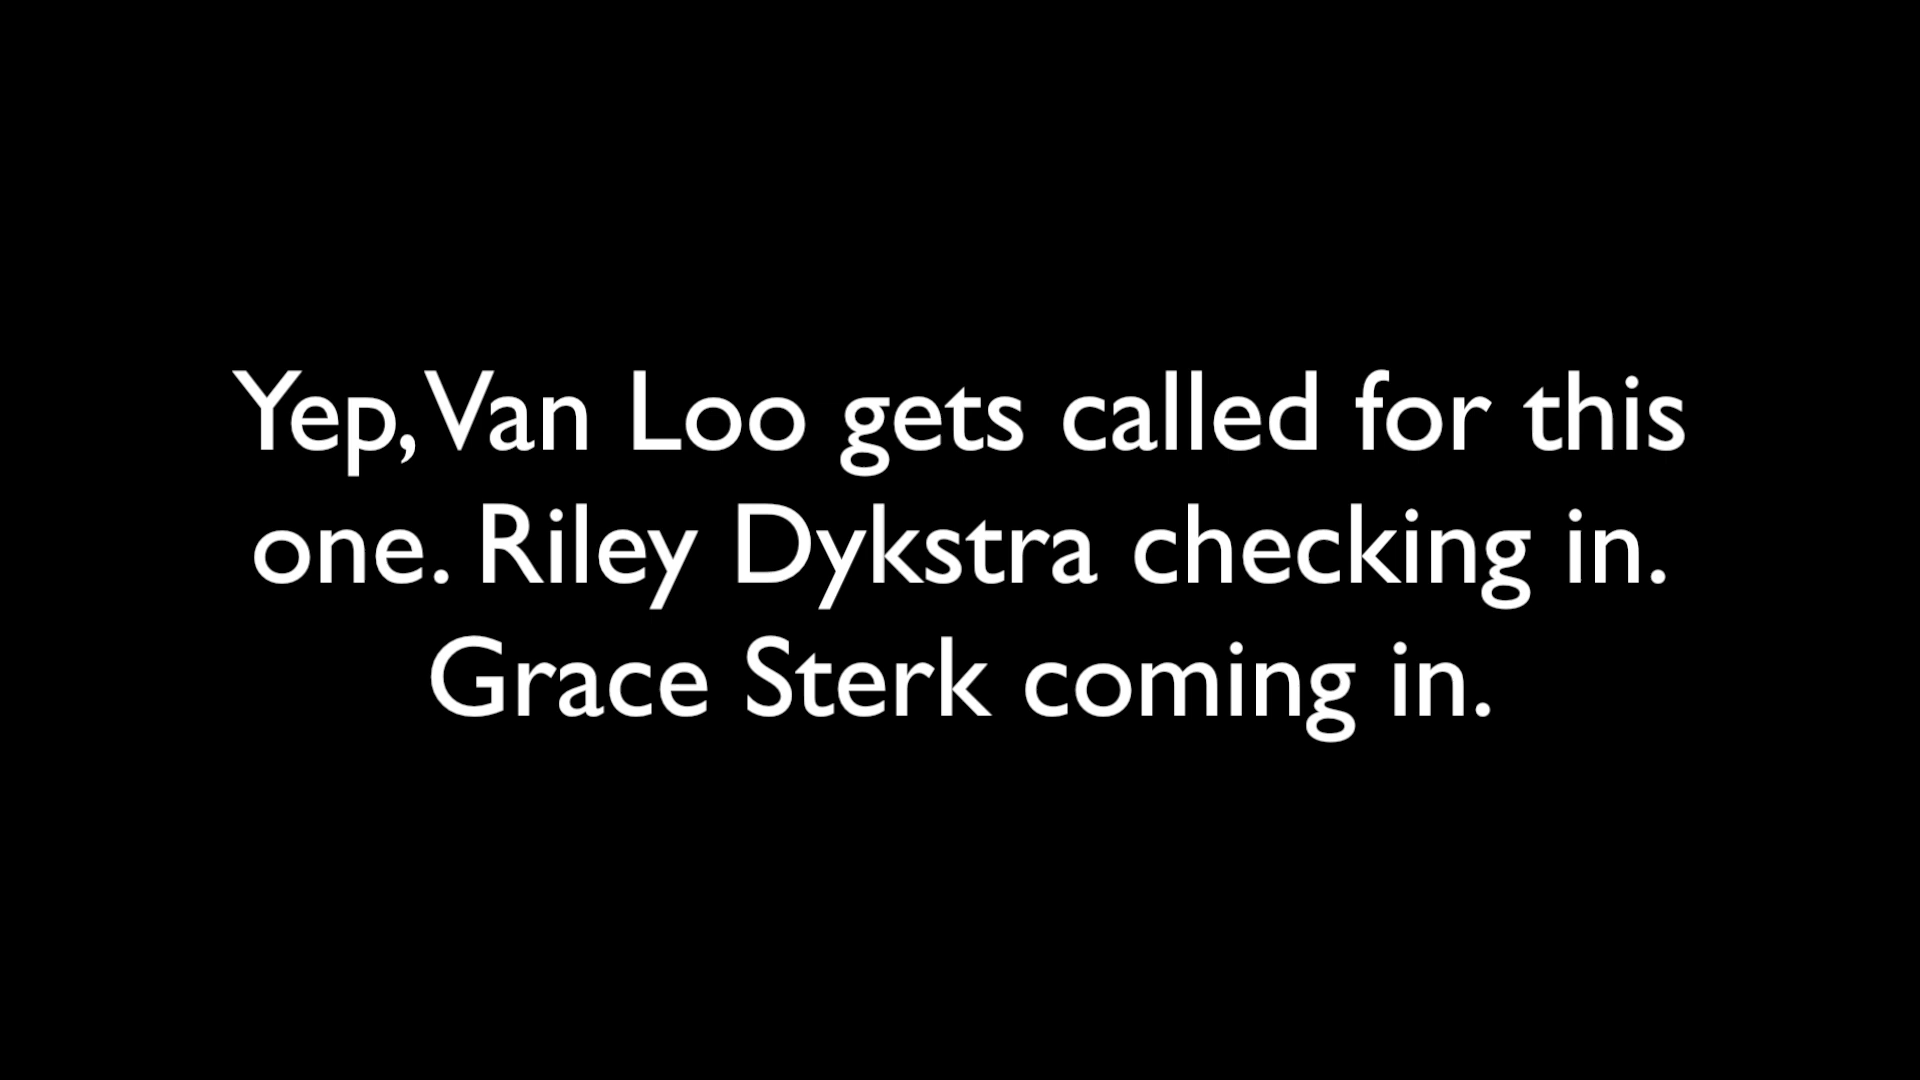 Yep, Van Loo gets called for this
one. Riley Dykstra checking in.
Grace Sterk coming in.